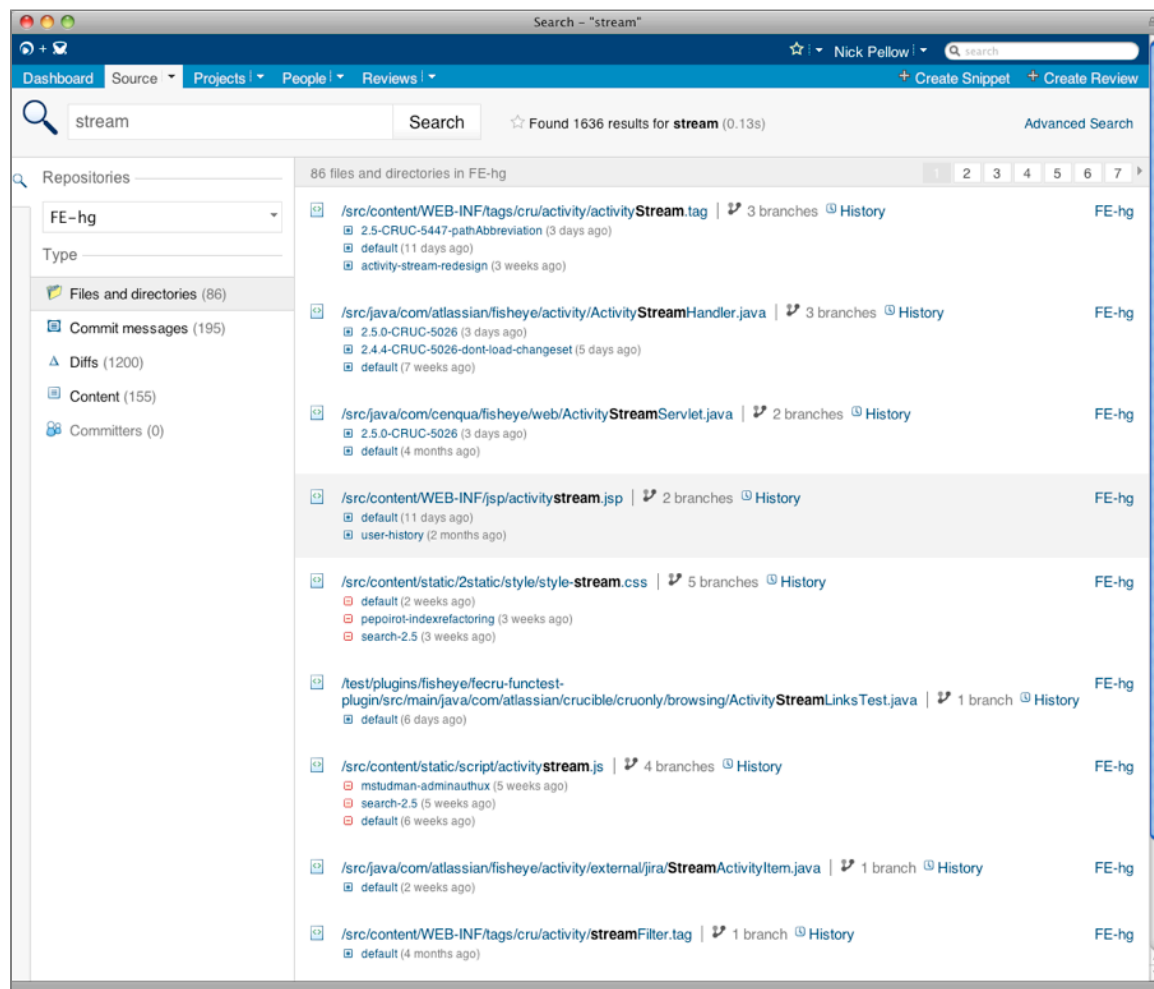 Search – "stream"
+
Nick Pellow
search
Dashboard Source Projects People Reviews + Create Snippet + Create Review
stream Search Found 1636 results for stream (0.13s) Advanced Search
Repositories
FE-hg
Type
Files and directories (86)
Commit messages (195)
Diffs (1200)
Content (155)
Committers (0)
86 files and directories in FE-hg 1 2 3 4 5 6 7
/src/content/WEB-INF/tags/cru/activity/activityStream.tag | 3 branches History FE-hg
2.5-CRUC-5447-pathAbbreviation (3 days ago)
default (11 days ago)
activity-stream-redesign (3 weeks ago)
/src/java/com/atlassian/fisheye/activity/ActivityStreamHandler.java | 3 branches History FE-hg
2.5.0-CRUC-5026 (3 days ago)
2.4.4-CRUC-5026-dont-load-changeset (5 days ago)
default (7 weeks ago)
/src/java/com/cenqua/fisheye/web/ActivityStreamServlet.java | 2 branches History FE-hg
2.5.0-CRUC-5026 (3 days ago)
default (4 months ago)
/src/content/WEB-INF/jsp/activitystream.jsp | 2 branches History FE-hg
default (11 days ago)
user-history (2 months ago)
/src/content/static/2static/style/style-stream.css | 5 branches History FE-hg
default (2 weeks ago)
pepoirot-indexrefactoring (3 weeks ago)
search-2.5 (3 weeks ago)
/test/plugins/fisheye/fecru-functest-
plugin/src/main/java/com/atlassian/crucible/cruonly/browsing/ActivityStreamLinksTest.java | 1 branch History FE-hg
default (6 days ago)
/src/content/static/script/activitystream.js | 4 branches History FE-hg
mstudman-adminauthux (5 weeks ago)
search-2.5 (5 weeks ago)
default (6 weeks ago)
/src/java/com/atlassian/fisheye/activity/external/jira/StreamActivityItem.java | 1 branch History FE-hg
default (2 weeks ago)
/src/content/WEB-INF/tags/cru/activity/streamFilter.tag | 1 branch History FE-hg
default (4 months ago)